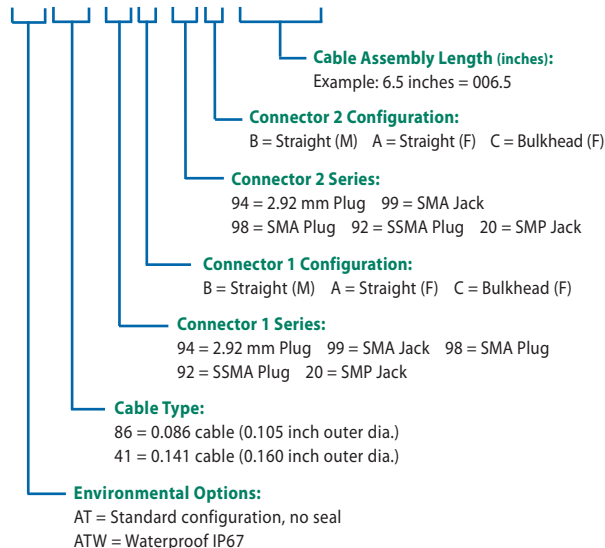 Cable Assembly Length (inches):
Example: 6.5 inches = 006.5
Connector 2 Configuration:
B = Straight (M) A = Straight (F) C = Bulkhead (F)
Connector 2 Series:
94 = 2.92 mm Plug 99 = SMA Jack
98 = SMA Plug 92 = SSMA Plug 20 = SMP Jack
Connector 1 Configuration:
B = Straight (M) A = Straight (F) C = Bulkhead (F)
Connector 1 Series:
94 = 2.92 mm Plug 99 = SMA Jack 98 = SMA Plug
92 = SSMA Plug 20 = SMP Jack
Cable Type:
86 = 0.086 cable (0.105 inch outer dia.)
41 = 0.141 cable (0.160 inch outer dia.)
Environmental Options:
AT = Standard configuration, no seal
ATW = Waterproof IP67